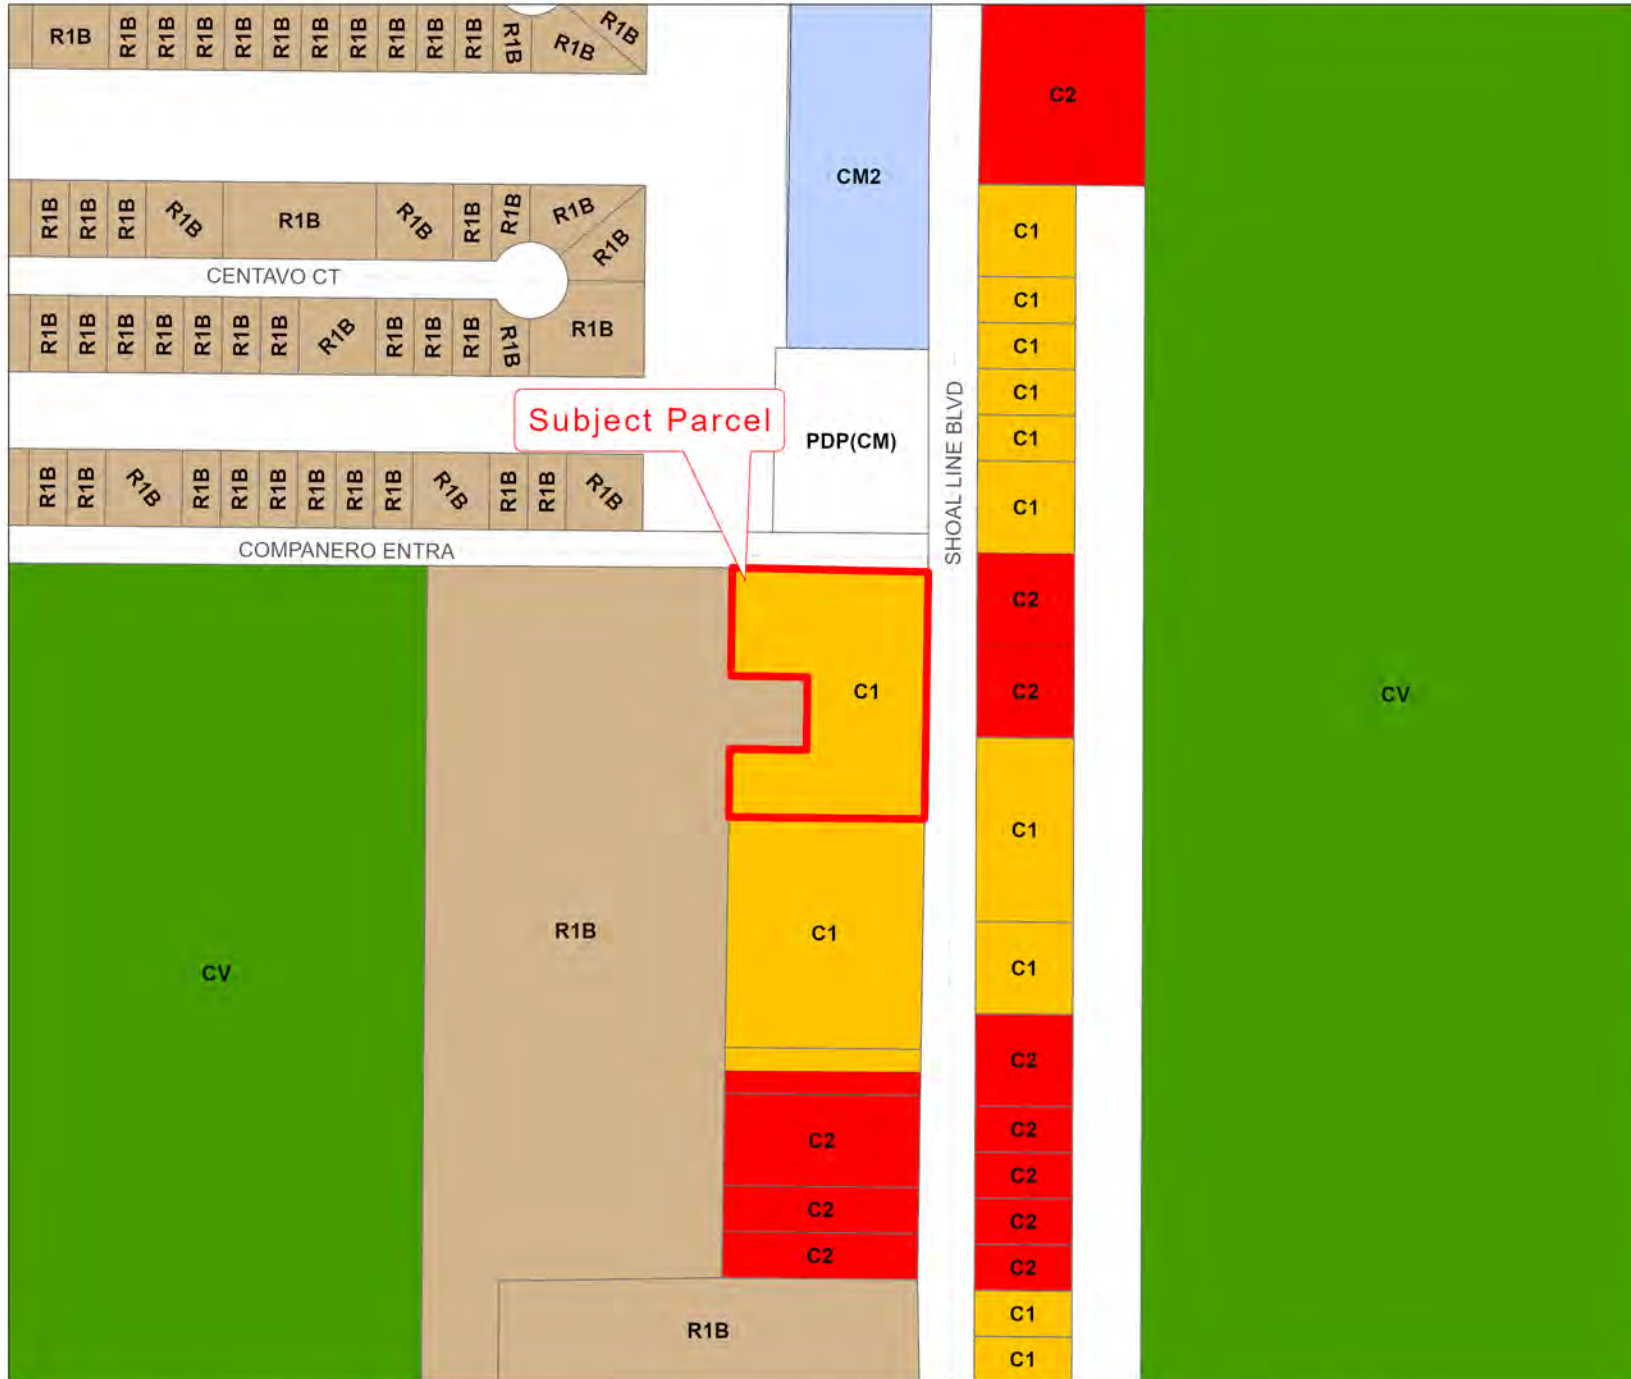 R1B R1B R1B R1B R1B R1B R1B R1B R1B R1B R1B R1B R1B R1B
C2
CM2
R1B R1B R1B R1B R1B R1B R1B R1B R1B R1B
C1
CENTAVO CT
C1
R1B R1B R1B R1B R1B R1B R1B R1B R1B R1B R1B R1B R1B
C1
C1
Subject Parcel
PDP(CM)
SHOAL LINE BLVD
C1
R1B R1B R1B R1B R1B R1B R1B R1B R1B R1B R1B R1B R1B
C1
COMPANERO ENTRA
C2
C1
C2
CV
C1
R1B
C1
CV
C1
C2
C2
C2
C2
C2
C2
C2
C2
C1
R1B
C1